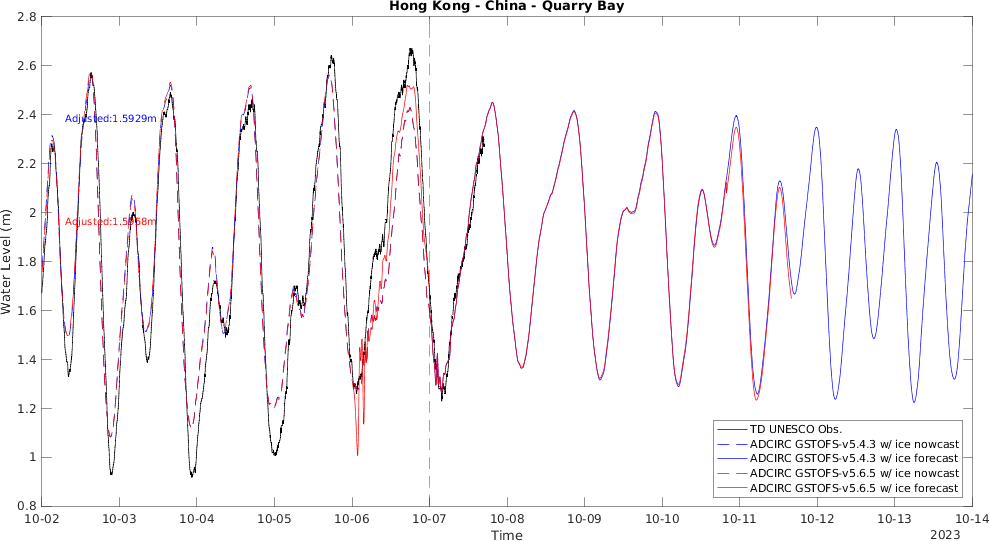 Hong Kong - China - Quarry Bay
2.8
2.6
2.4
2.2
2
1.8
1.6
1.4
1.2
1
0.8
Water Level (m)
Adjusted:1.5929m
Adjusted:1.5968m
10-02
10-03
10-04
10-05
10-06
10-07
10-08
10-09
10-10
10-11
10-12
10-13
10-14
Time
2023
TD UNESCO Obs.
ADCIRC GSTOFS-v5.4.3 w/ ice nowcast
ADCIRC GSTOFS-v5.4.3 w/ ice forecast
ADCIRC GSTOFS-v5.6.5 w/ ice nowcast
ADCIRC GSTOFS-v5.6.5 w/ ice forecast